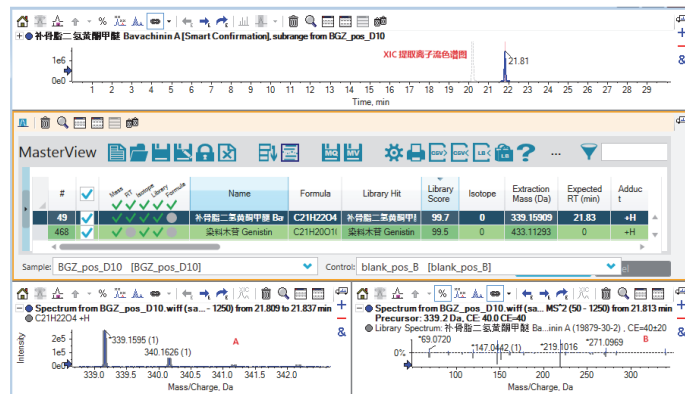 补骨脂二氢黄酮甲醚 Bavachinin A [Smart Confirmation], subrange from BGZ_pos_D10
XIC 提取离子流色谱图
1e6
0e0
21.81
1 2 3 4 5 6 7 8 9 10 11 12 13 14 15 16 17 18 19 20 21 22 23 24 25 26 27 28 29 30 31
Time, min
MasterView
# Mass RT Isotope Library Formula Name Formula Library Hit Library Score Isotope Extraction Mass (Da) Expected RT (min) Adduc t
49 补骨脂二氢黄酮甲醚 Ba C21H22O4 补骨脂二氢黄酮甲 99.7 0 339.15909 21.83 +H
468 染料木苷 Genistin C21H20O1 染料木苷 Genistin 99.5 0 433.11293 0 +H
Sample: BGZ_pos_D10 [BGZ_pos_D10] Control: blank_pos_B [blank_pos_B]
Spectrum from BGZ_pos_D10.wiff (sa... - 1250) from 21.809 to 21.837 min
C21H22O4 +H
Intensity
2e5
1e5
0e0
*339.1595 (1)
340.1626 (1)
A
339.0 339.5 340.0 340.5 341.0 341.5 342.0
Mass/Charge, Da
Spectrum from BGZ_pos_D10.wiff (sa... MS^2 (50 - 1250) from 21.813 min
Precursor: 339.2 Da, CE: 40.0 CE=40
Library Spectrum: 补骨脂二氢黄酮甲醚 Ba...inin A (19879-30-2) , CE=40±20
0%
*69.0720
*147.0442 (1)
*219.1016
*271.0969
B
100 150 200 250 300
Mass/Charge, Da